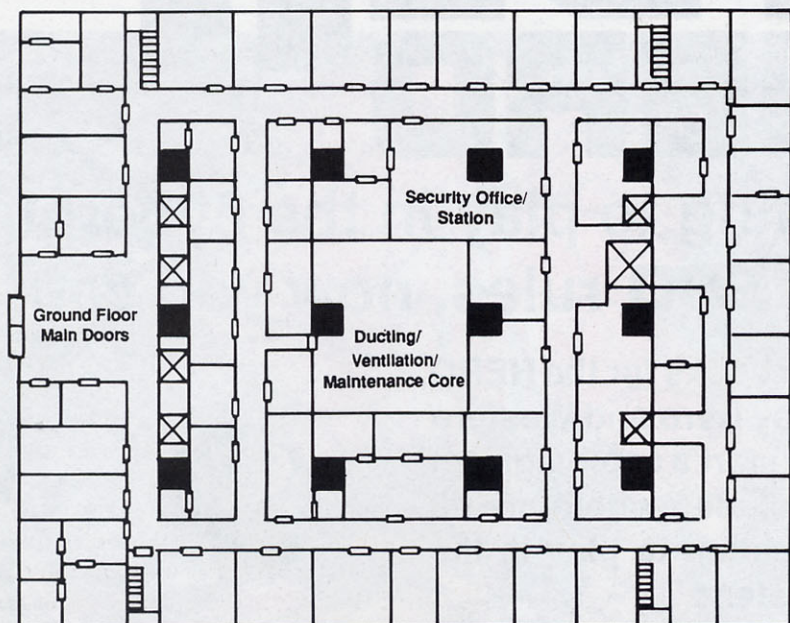 Security Office/
Station
Ground Floor
Main Doors
Ducting/
Ventilation/
Maintenance Core